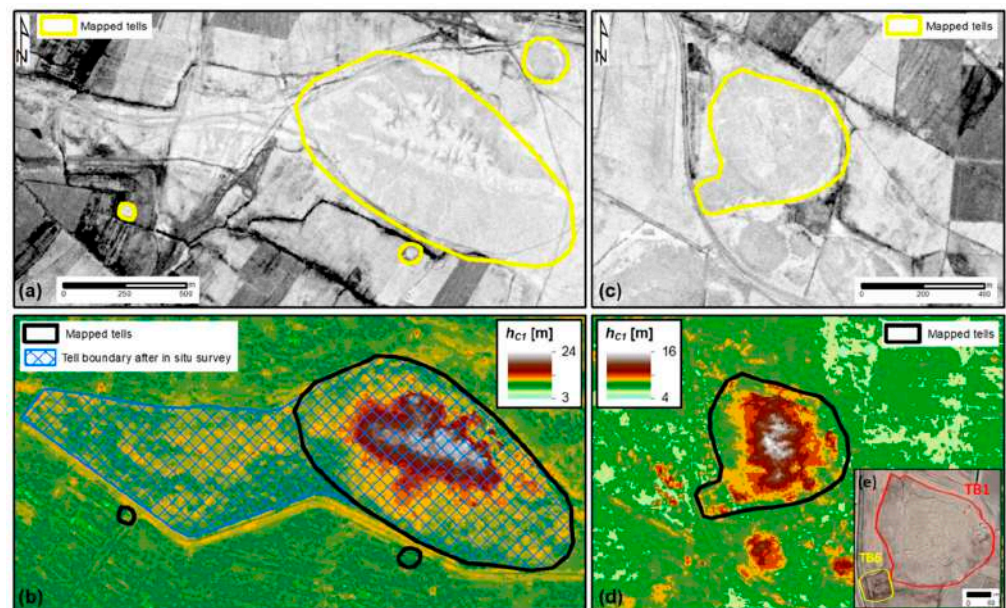 N
Mapped tells
0
250
500
m
(a)
N
Mapped tells
0
200
400
m
(c)
Mapped tells
Tell boundary after in situ survey
hC1 [m]
24
3
(b)
hC1 [m]
16
4
Mapped tells
(d)
(e)
TB1
TB6